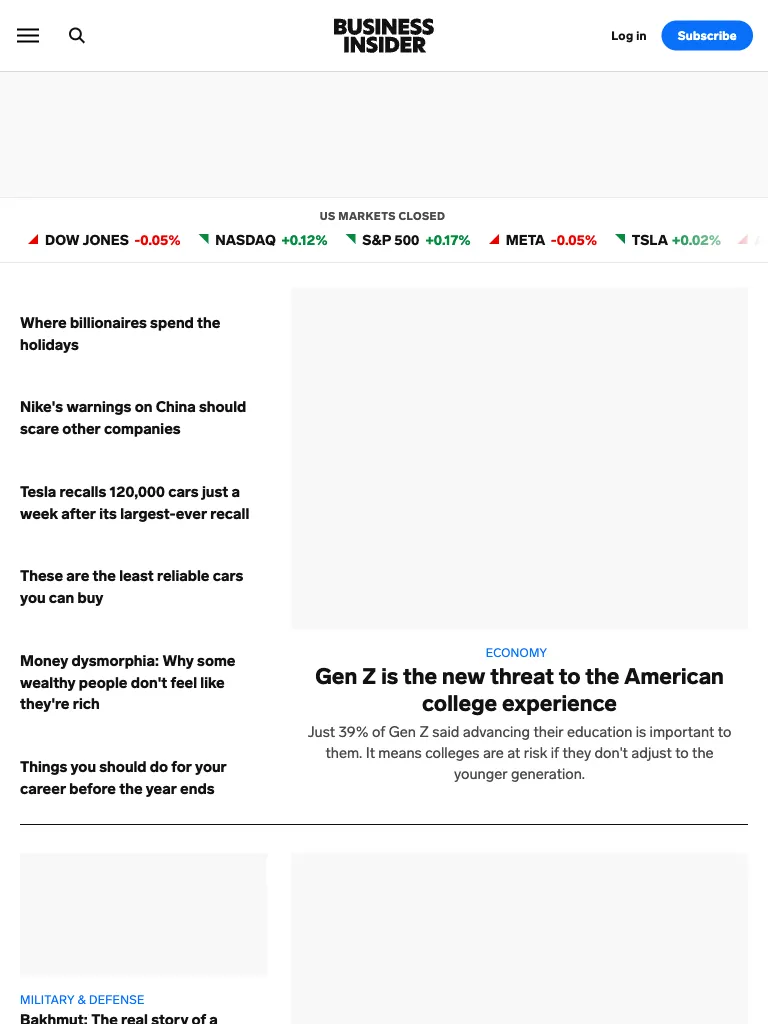 BUSINESS
INSIDER
Log in
Subscribe
US MARKETS CLOSED
DOW JONES -0.05%
NASDAQ +0.12%
S&P 500 +0.17%
META -0.05%
TSLA +0.02%
Where billionaires spend the
holidays
Nike's warnings on China should
scare other companies
Tesla recalls 120,000 cars just a
week after its largest-ever recall
These are the least reliable cars
you can buy
Money dysmorphia: Why some
wealthy people don't feel like
they're rich
Things you should do for your
career before the year ends
ECONOMY
Gen Z is the new threat to the American
college experience
Just 39% of Gen Z said advancing their education is important to
them. It means colleges are at risk if they don't adjust to the
younger generation.
MILITARY & DEFENSE
Bakhmut: The real story of a